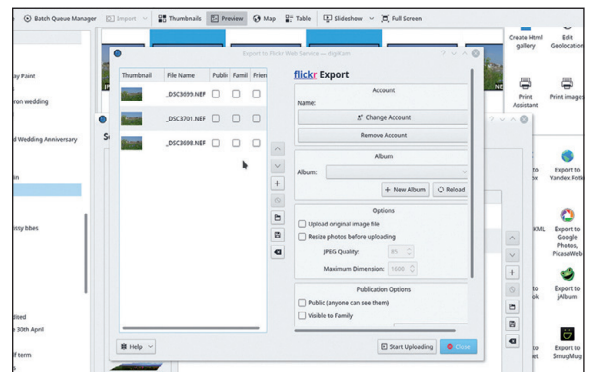 Batch Queue Manager Import Thumbnails Preview Map Table Slideshow Full Screen
Create Html gallery
Edit Geolocation
Export to Flickr Web Service — digiKam
ay Paint
ron wedding
d Wedding Anniversary
in
ssy bbes
dited
n 30th April
f term
Thumbnail File Name Public Famil Frien
_DSC3699.NEF
_DSC3701.NEF
_DSC3698.NEF
flickr Export
Account
Name:
Change Account
Remove Account
Album
Album:
+ New Album Reload
Options
Upload original image file
Resize photos before uploading
JPEG Quality: 85
Maximum Dimension: 1600
Publication Options
Public (anyone can see them)
Visible to Family
Help
Start Uploading Close
Print Assistant
Print images
Export to Yandex.Fotki
KML
Export to Google Photos, PicasaWeb
Export to jAlbum
Export to SmugMug